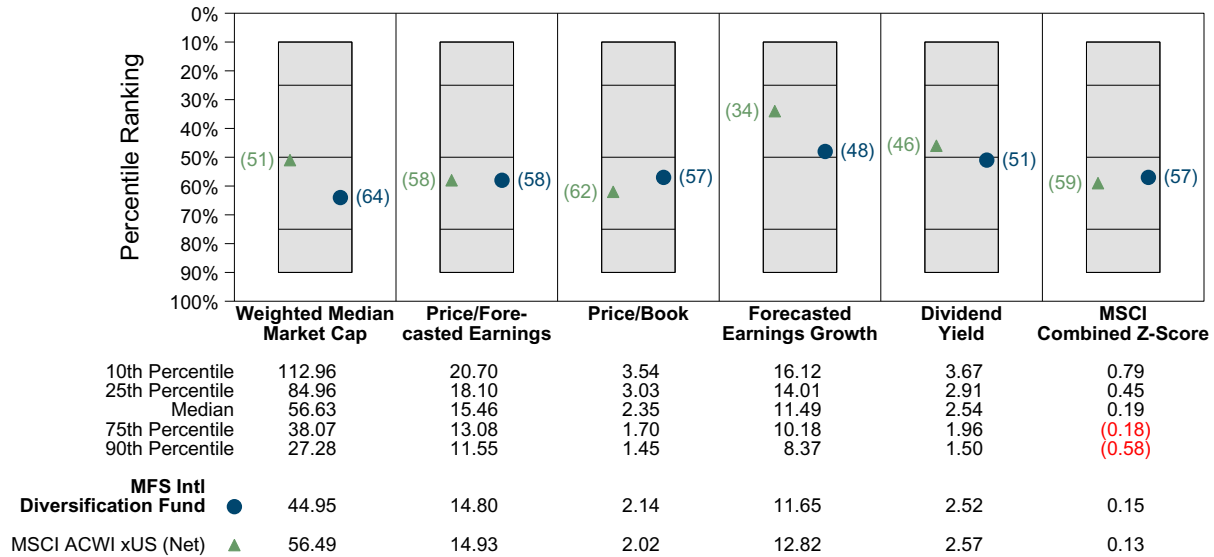 0%
10%
20%
30%
40%
50%
60%
70%
80%
90%
100%
Percentile Ranking
(51) (64)
(58) (58)
(62) (57)
(34) (48)
(46) (51)
(59) (57)
Weighted Median
Market Cap
Price/Fore-
casted Earnings
Price/Book
Forecasted
Earnings Growth
Dividend
Yield
MSCI
Combined Z-Score
10th Percentile 112.96 20.70 3.54 16.12 3.67 0.79
25th Percentile 84.96 18.10 3.03 14.01 2.91 0.45
Median 56.63 15.46 2.35 11.49 2.54 0.19
75th Percentile 38.07 13.08 1.70 10.18 1.96 (0.18)
90th Percentile 27.28 11.55 1.45 8.37 1.50 (0.58)
MFS Intl
Diversification Fund 44.95 14.80 2.14 11.65 2.52 0.15
MSCI ACWI xUS (Net) 56.49 14.93 2.02 12.82 2.57 0.13